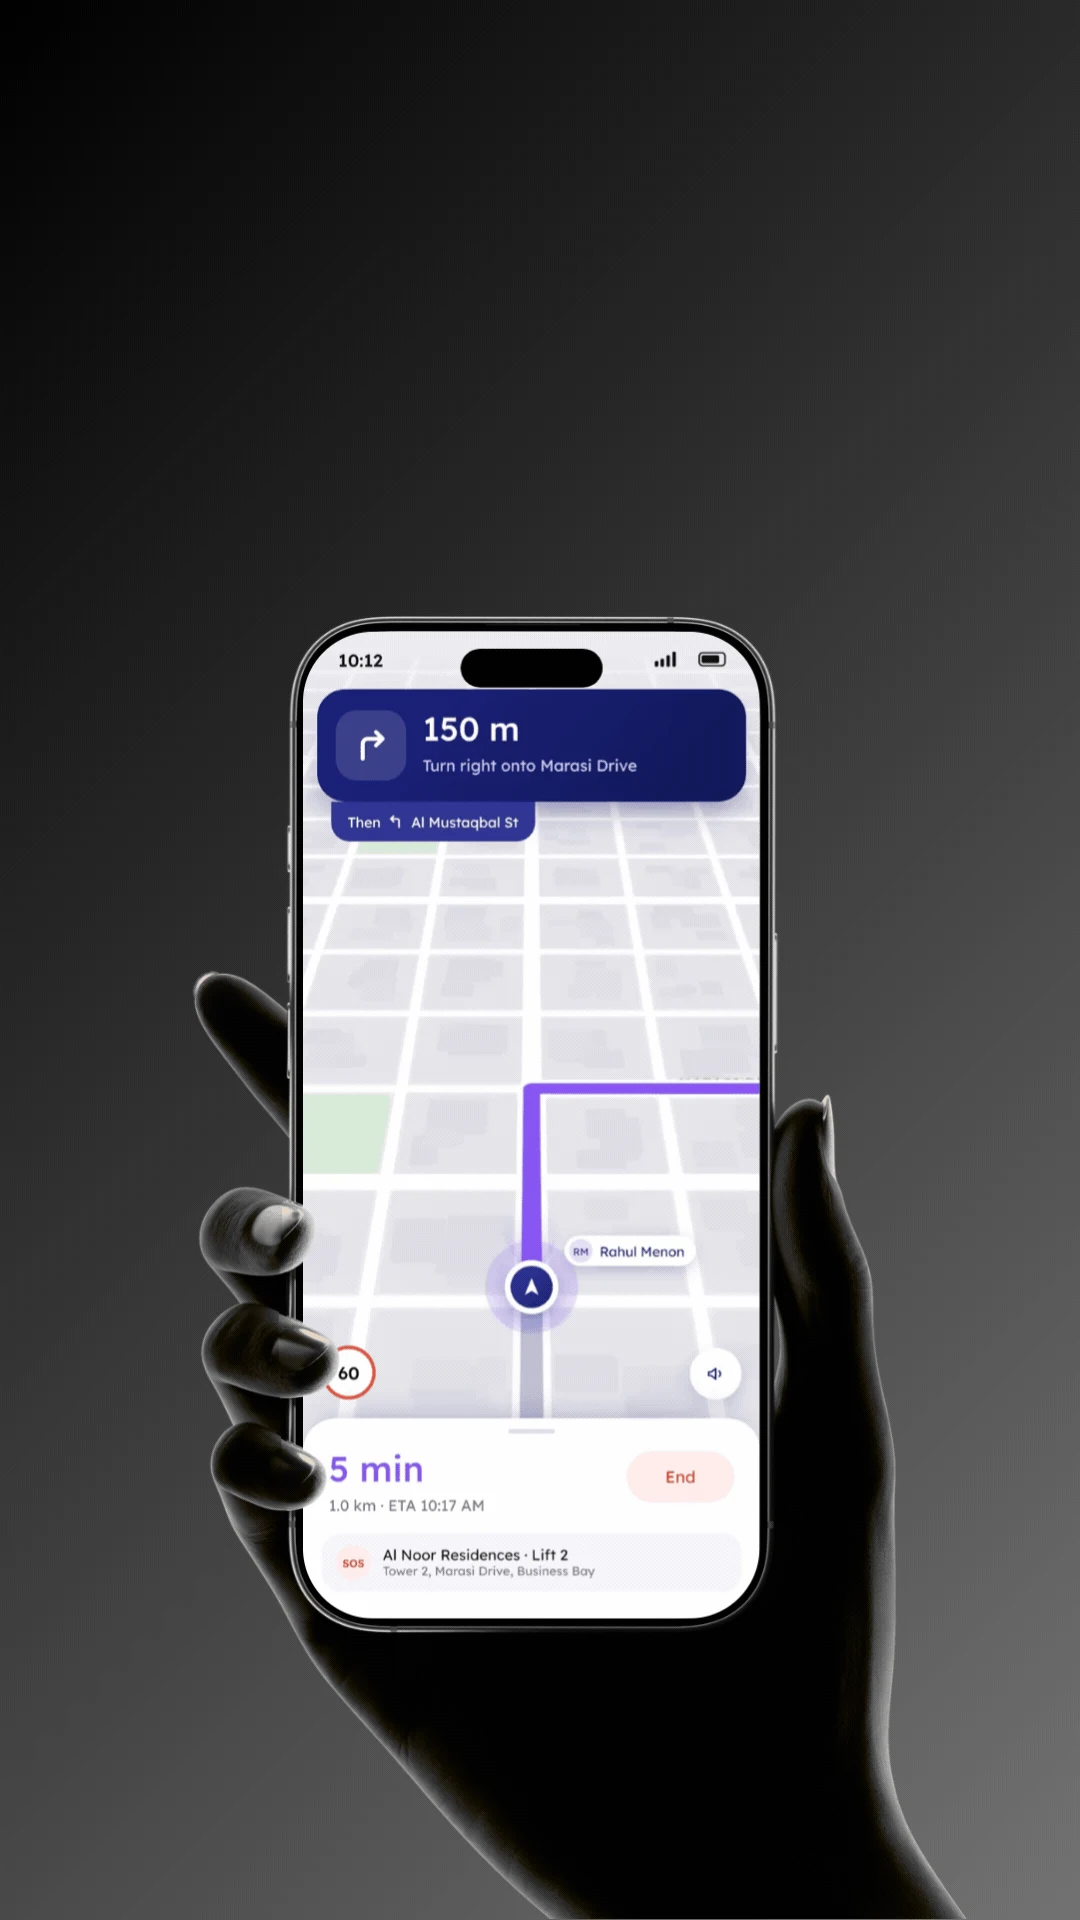 10:12
150 m
Turn right onto Marasi Drive
Then Al Mustaqbal St
RM Rahul Menon
60
5 min
End
1.0 km · ETA 10:17 AM
SOS
Al Noor Residences · Lift 2
Tower 2, Marasi Drive, Business Bay